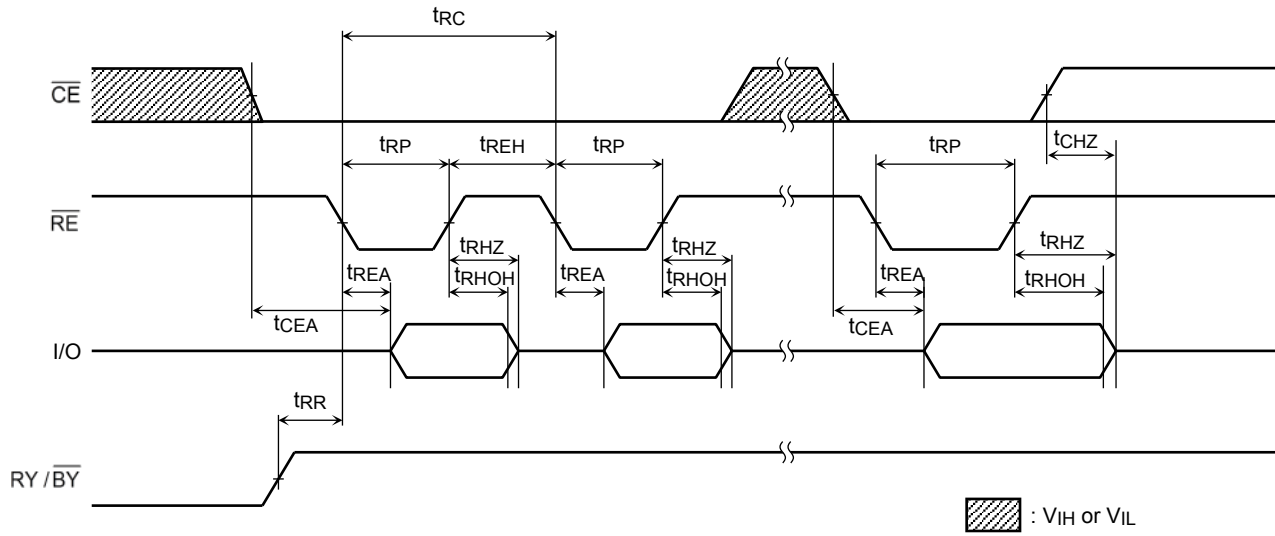 tRC
CE
tRP tREH tRP tRP tCHZ
RE
tRHZ tRHZ tRHZ
tREA tRHOH tREA tRHOH tREA tRHOH
tCEA tCEA
I/O
tRR
RY /BY
: VIH or VIL